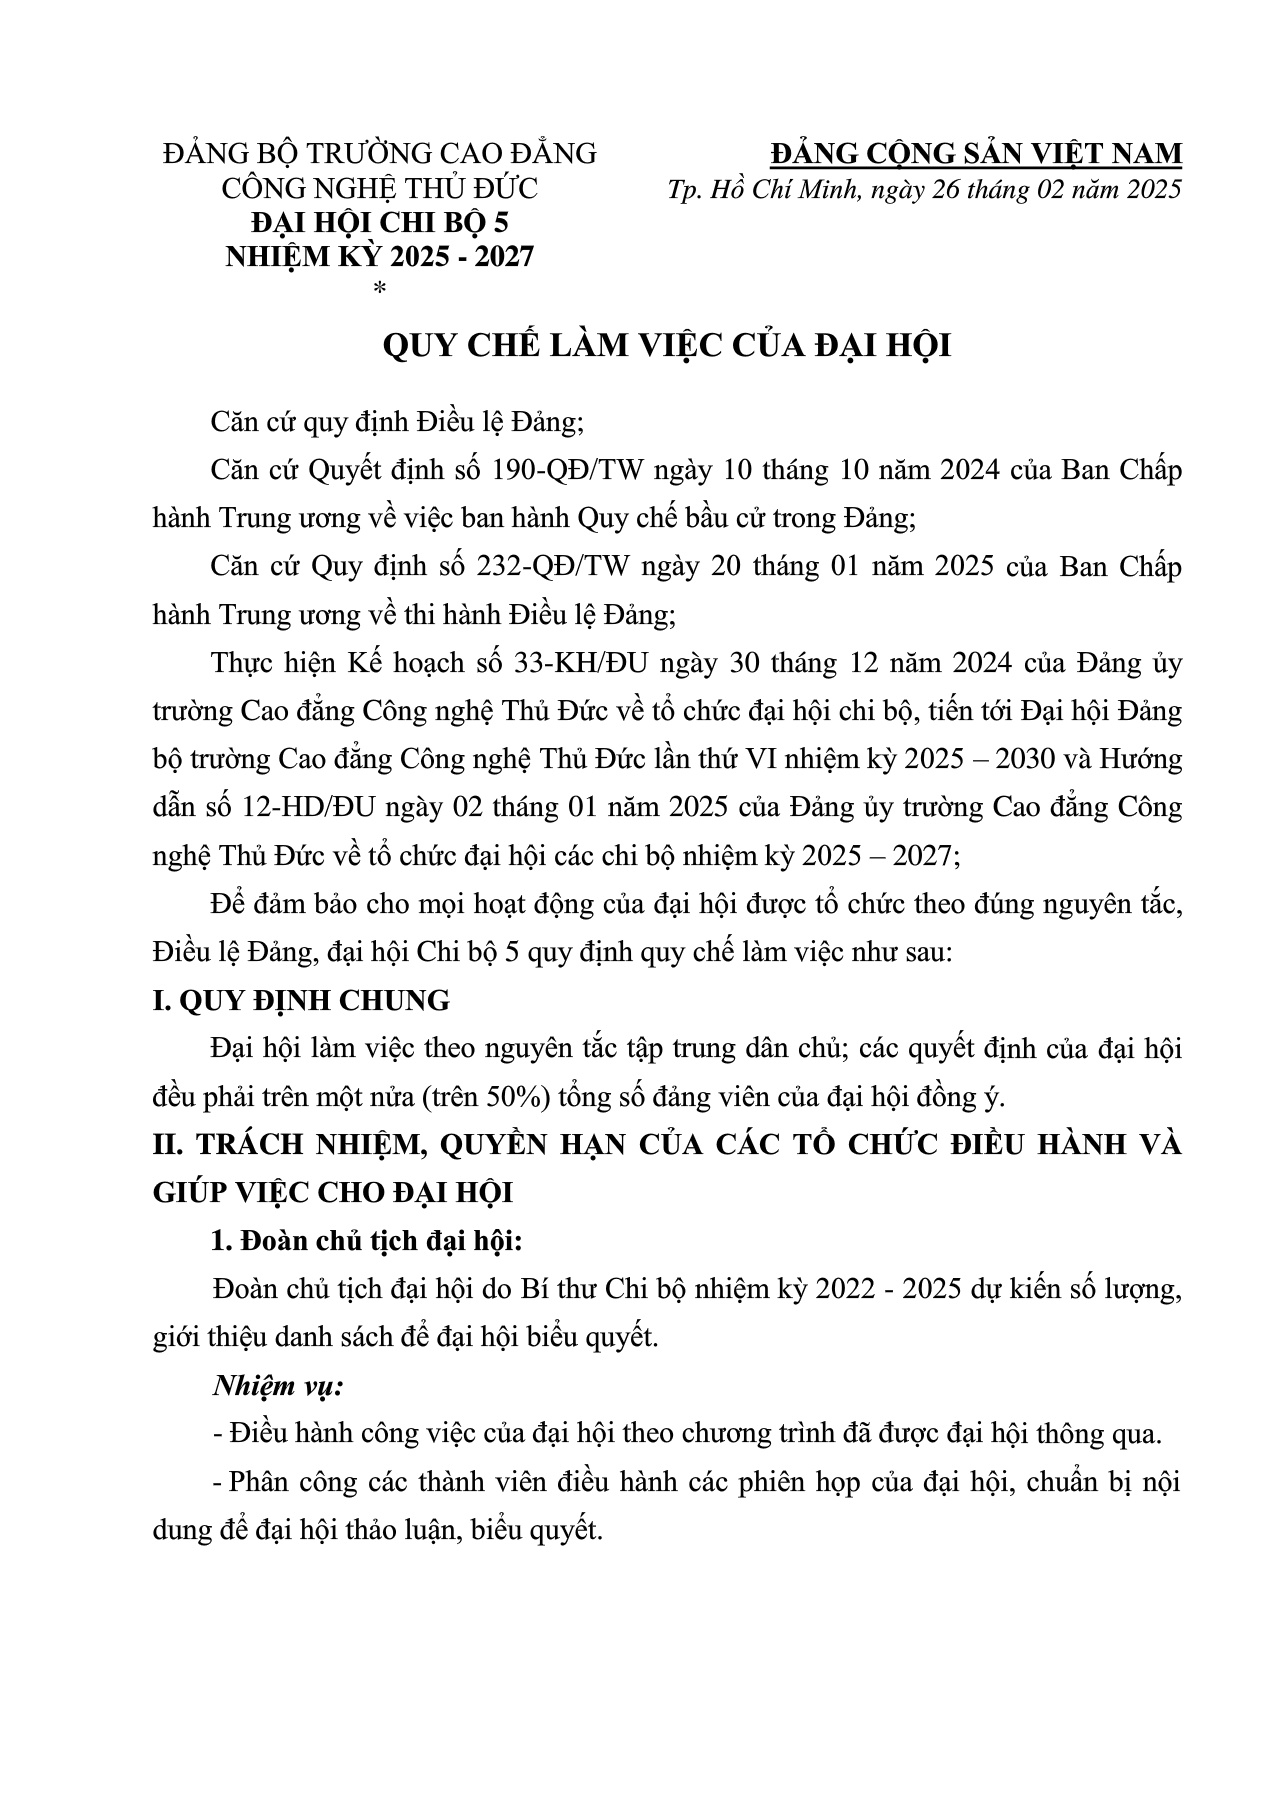 ĐẢNG BỘ TRƯỜNG CAO ĐẲNG
CÔNG NGHỆ THỦ ĐỨC
ĐẠI HỘI CHI BỘ 5
NHIỆM KỲ 2025 - 2027
*
ĐẢNG CỘNG SẢN VIỆT NAM
Tp. Hồ Chí Minh, ngày 26 tháng 02 năm 2025
QUY CHẾ LÀM VIỆC CỦA ĐẠI HỘI
Căn cứ quy định Điều lệ Đảng;
Căn cứ Quyết định số 190-QĐ/TW ngày 10 tháng 10 năm 2024 của Ban Chấp
hành Trung ương về việc ban hành Quy chế bầu cử trong Đảng;
Căn cứ Quy định số 232-QĐ/TW ngày 20 tháng 01 năm 2025 của Ban Chấp
hành Trung ương về thi hành Điều lệ Đảng;
Thực hiện Kế hoạch số 33-KH/ĐU ngày 30 tháng 12 năm 2024 của Đảng ủy
trường Cao đẳng Công nghệ Thủ Đức về tổ chức đại hội chi bộ, tiến tới Đại hội Đảng
bộ trường Cao đẳng Công nghệ Thủ Đức lần thứ VI nhiệm kỳ 2025 – 2030 và Hướng
dẫn số 12-HD/ĐU ngày 02 tháng 01 năm 2025 của Đảng ủy trường Cao đẳng Công
nghệ Thủ Đức về tổ chức đại hội các chi bộ nhiệm kỳ 2025 – 2027;
Để đảm bảo cho mọi hoạt động của đại hội được tổ chức theo đúng nguyên tắc,
Điều lệ Đảng, đại hội Chi bộ 5 quy định quy chế làm việc như sau:
I. QUY ĐỊNH CHUNG
Đại hội làm việc theo nguyên tắc tập trung dân chủ; các quyết định của đại hội
đều phải trên một nửa (trên 50%) tổng số đảng viên của đại hội đồng ý.
II. TRÁCH NHIỆM, QUYỀN HẠN CỦA CÁC TỔ CHỨC ĐIỀU HÀNH VÀ
GIÚP VIỆC CHO ĐẠI HỘI
1. Đoàn chủ tịch đại hội:
Đoàn chủ tịch đại hội do Bí thư Chi bộ nhiệm kỳ 2022 - 2025 dự kiến số lượng,
giới thiệu danh sách để đại hội biểu quyết.
Nhiệm vụ:
- Điều hành công việc của đại hội theo chương trình đã được đại hội thông qua.
- Phân công các thành viên điều hành các phiên họp của đại hội, chuẩn bị nội
dung để đại hội thảo luận, biểu quyết.